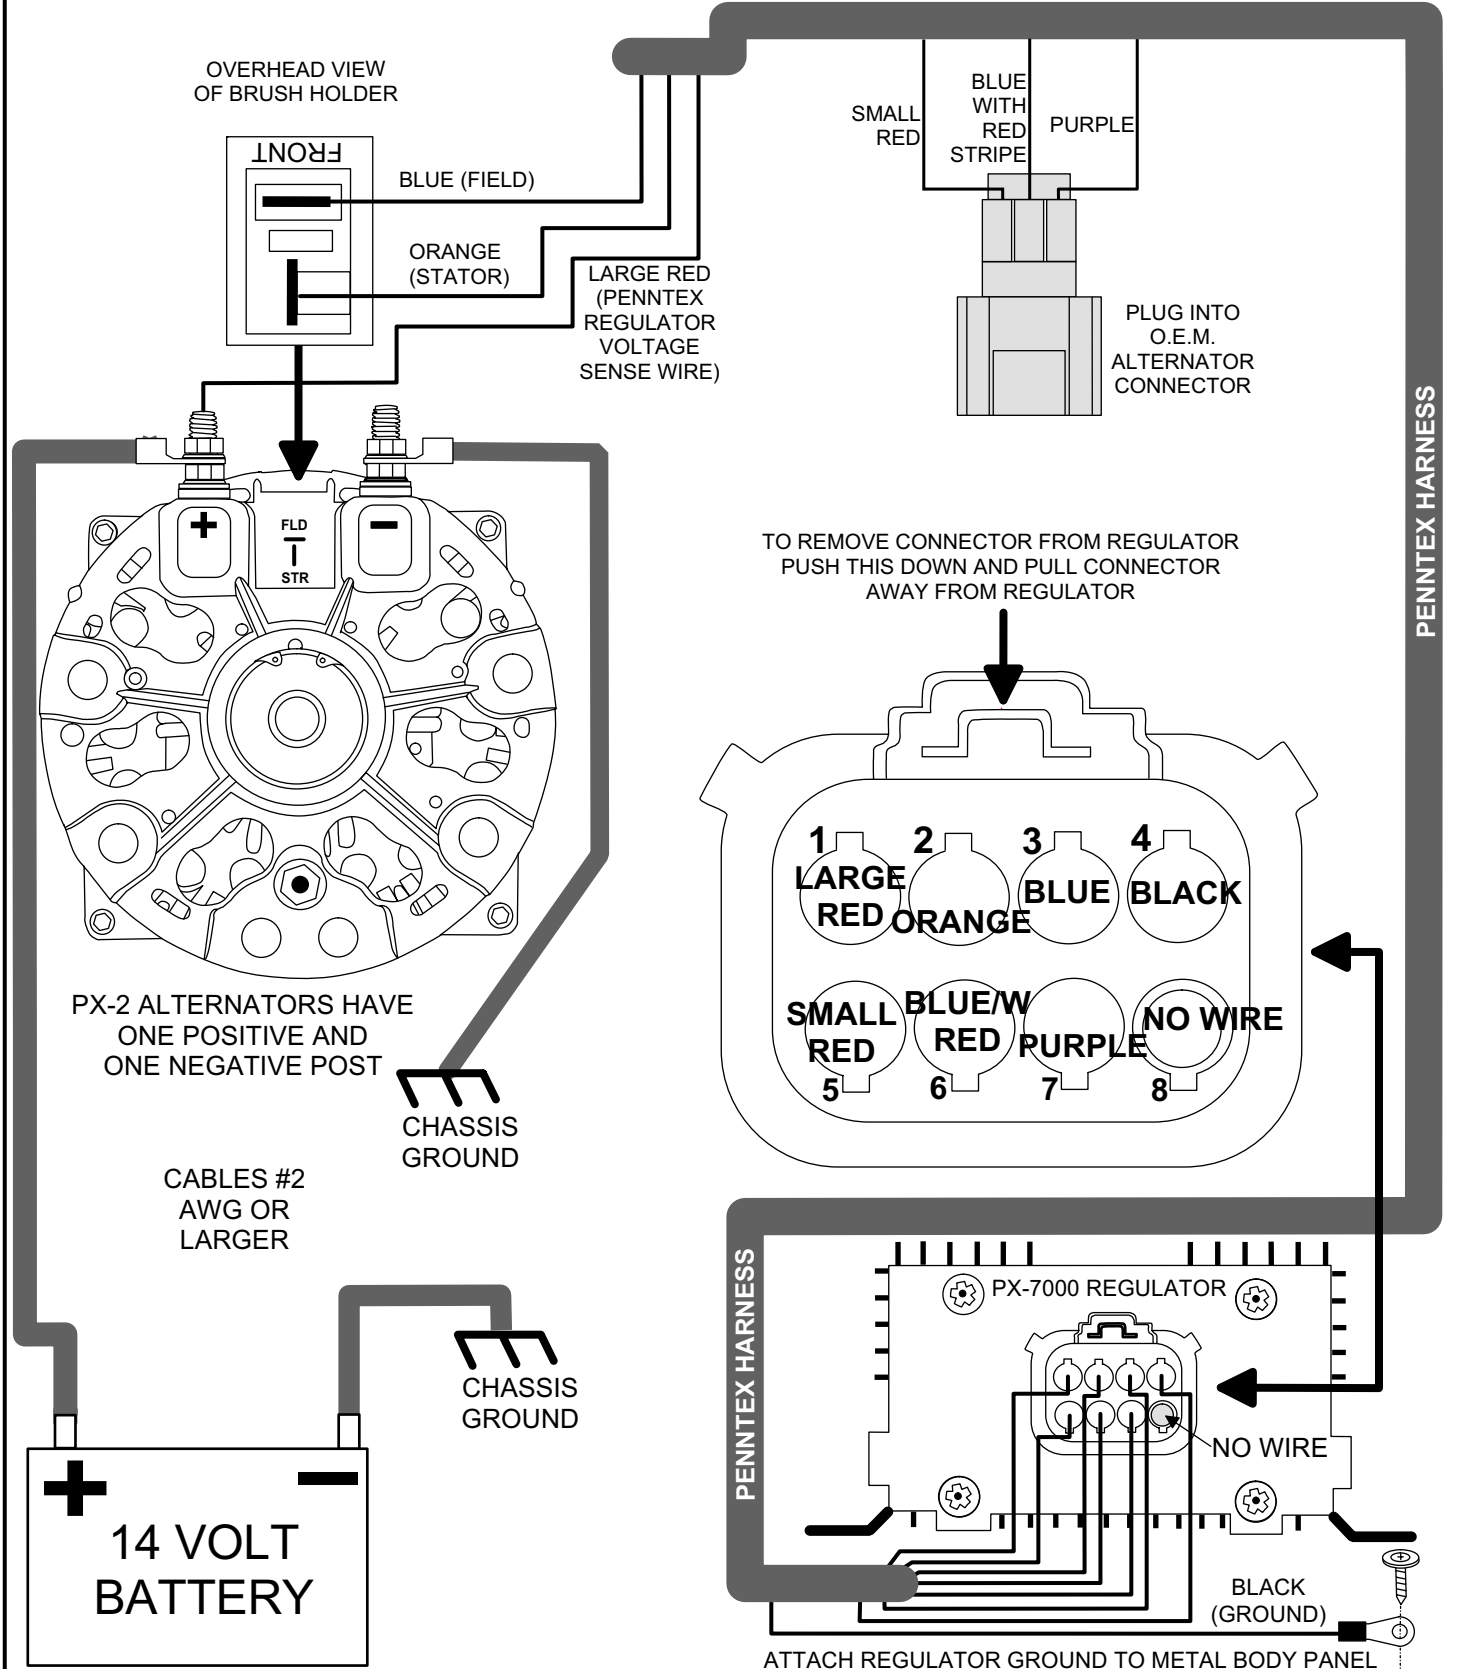 OVERHEAD VIEW
OF BRUSH HOLDER
FRONT
BLUE (FIELD)
ORANGE
(STATOR)
LARGE RED
(PENNTEX
REGULATOR
VOLTAGE
SENSE WIRE)
SMALL
RED
BLUE
WITH
RED
STRIPE
PURPLE
PLUG INTO
O.E.M.
ALTERNATOR
CONNECTOR
PENNTEX HARNESS
+
-
FLD
STR
PX-2 ALTERNATORS HAVE
ONE POSITIVE AND
ONE NEGATIVE POST
CHASSIS
GROUND
CABLES #2
AWG OR
LARGER
TO REMOVE CONNECTOR FROM REGULATOR
PUSH THIS DOWN AND PULL CONNECTOR
AWAY FROM REGULATOR
1 2 3 4
LARGE
RED
ORANGE
BLUE
BLACK
SMALL
RED
BLUE/W
RED
PURPLE
NO WIRE
5 6 7 8
CHASSIS
GROUND
+
-
14 VOLT
BATTERY
PENNTEX HARNESS
PX-7000 REGULATOR
NO WIRE
BLACK
(GROUND)
ATTACH REGULATOR GROUND TO METAL BODY PANEL